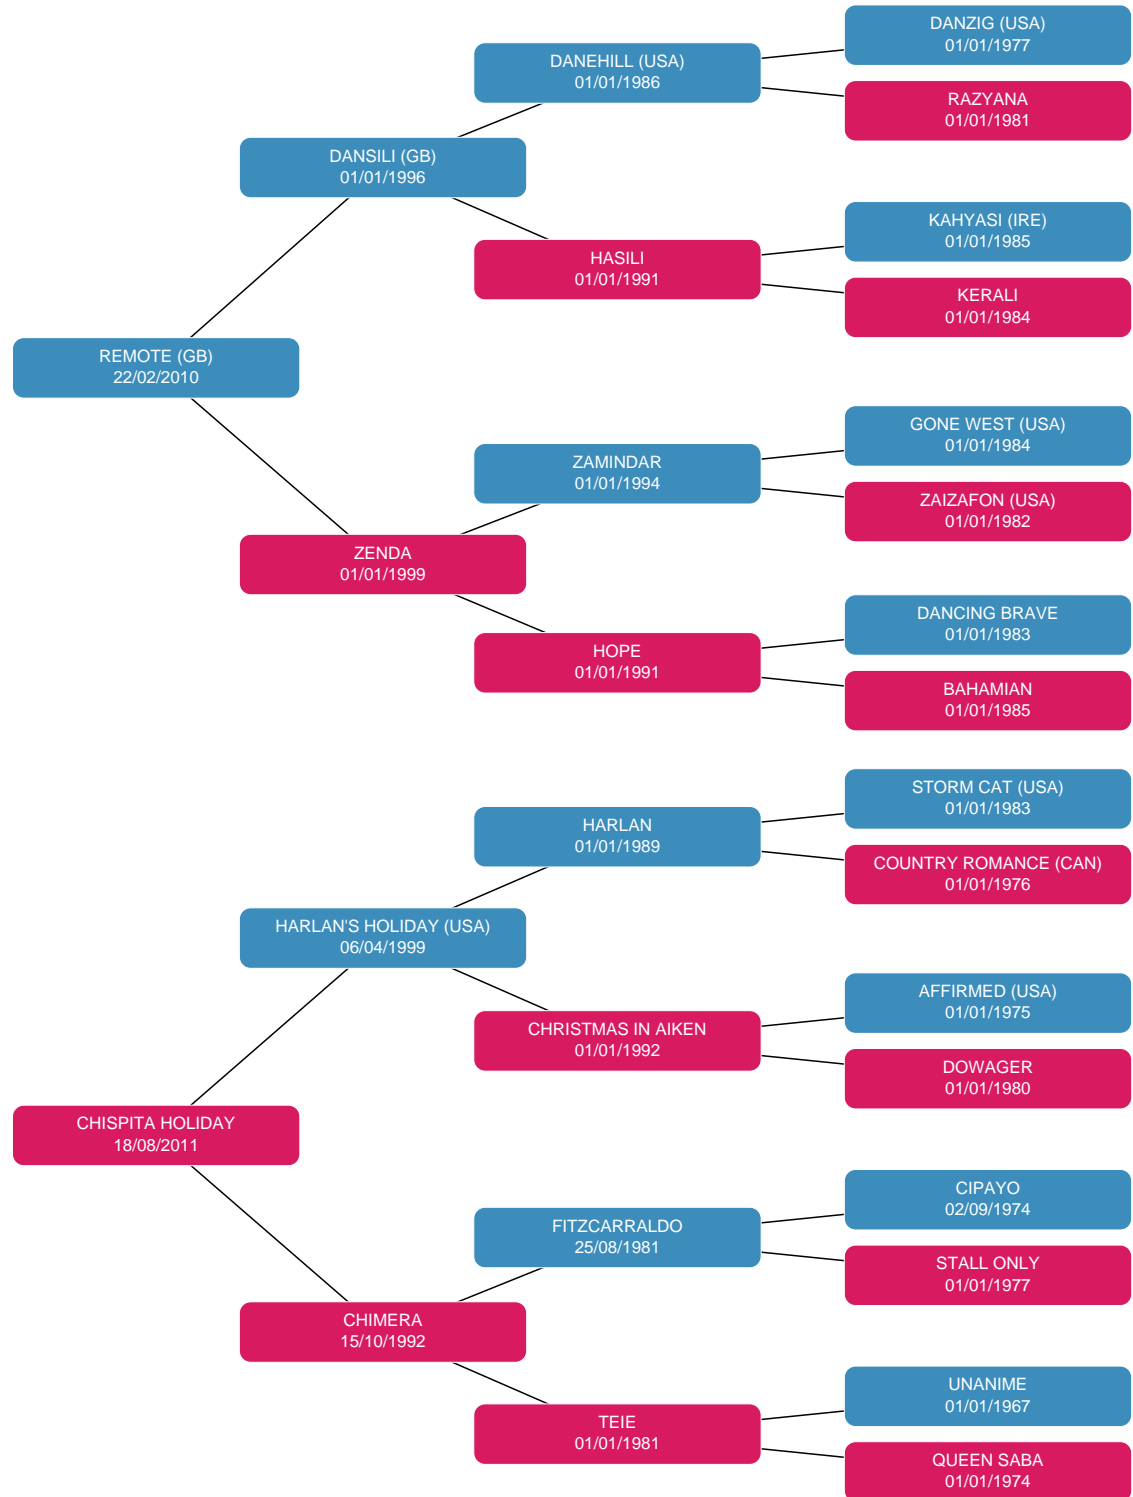 DANZIG (USA)
01/01/1977
DANEHILL (USA)
01/01/1986
RAZYANA
01/01/1981
DANSILI (GB)
01/01/1996
KAHYASI (IRE)
01/01/1985
HASILI
01/01/1991
KERALI
01/01/1984
REMOTE (GB)
22/02/2010
GONE WEST (USA)
01/01/1984
ZAMINDAR
01/01/1994
ZAIZAFON (USA)
01/01/1982
ZENDA
01/01/1999
DANCING BRAVE
01/01/1983
HOPE
01/01/1991
BAHAMIAN
01/01/1985
STORM CAT (USA)
01/01/1983
HARLAN
01/01/1989
COUNTRY ROMANCE (CAN)
01/01/1976
HARLAN'S HOLIDAY (USA)
06/04/1999
AFFIRMED (USA)
01/01/1975
CHRISTMAS IN AIKEN
01/01/1992
DOWAGER
01/01/1980
CHISPITA HOLIDAY
18/08/2011
CIPAYO
02/09/1974
FITZCARRALDO
25/08/1981
STALL ONLY
01/01/1977
CHIMERA
15/10/1992
UNANIME
01/01/1967
TEIE
01/01/1981
QUEEN SABA
01/01/1974